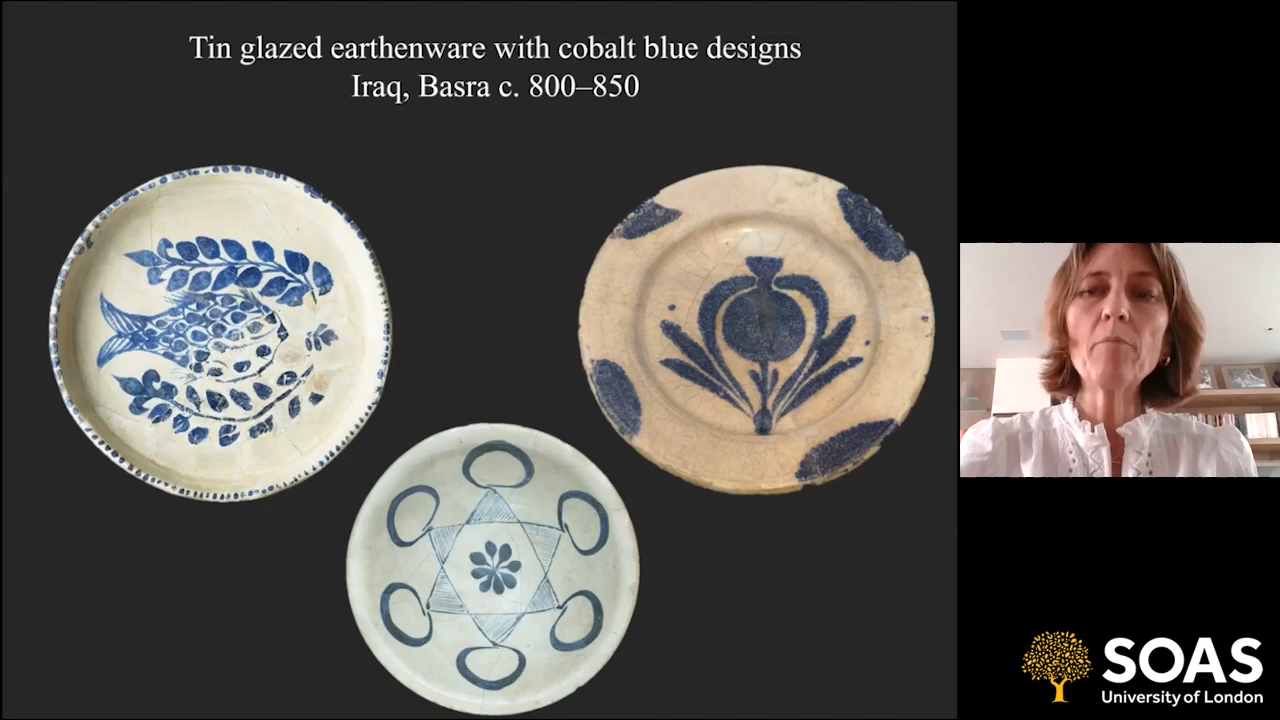 Tin glazed earthenware with cobalt blue designs
Iraq, Basra c. 800–850
SOAS
University of London